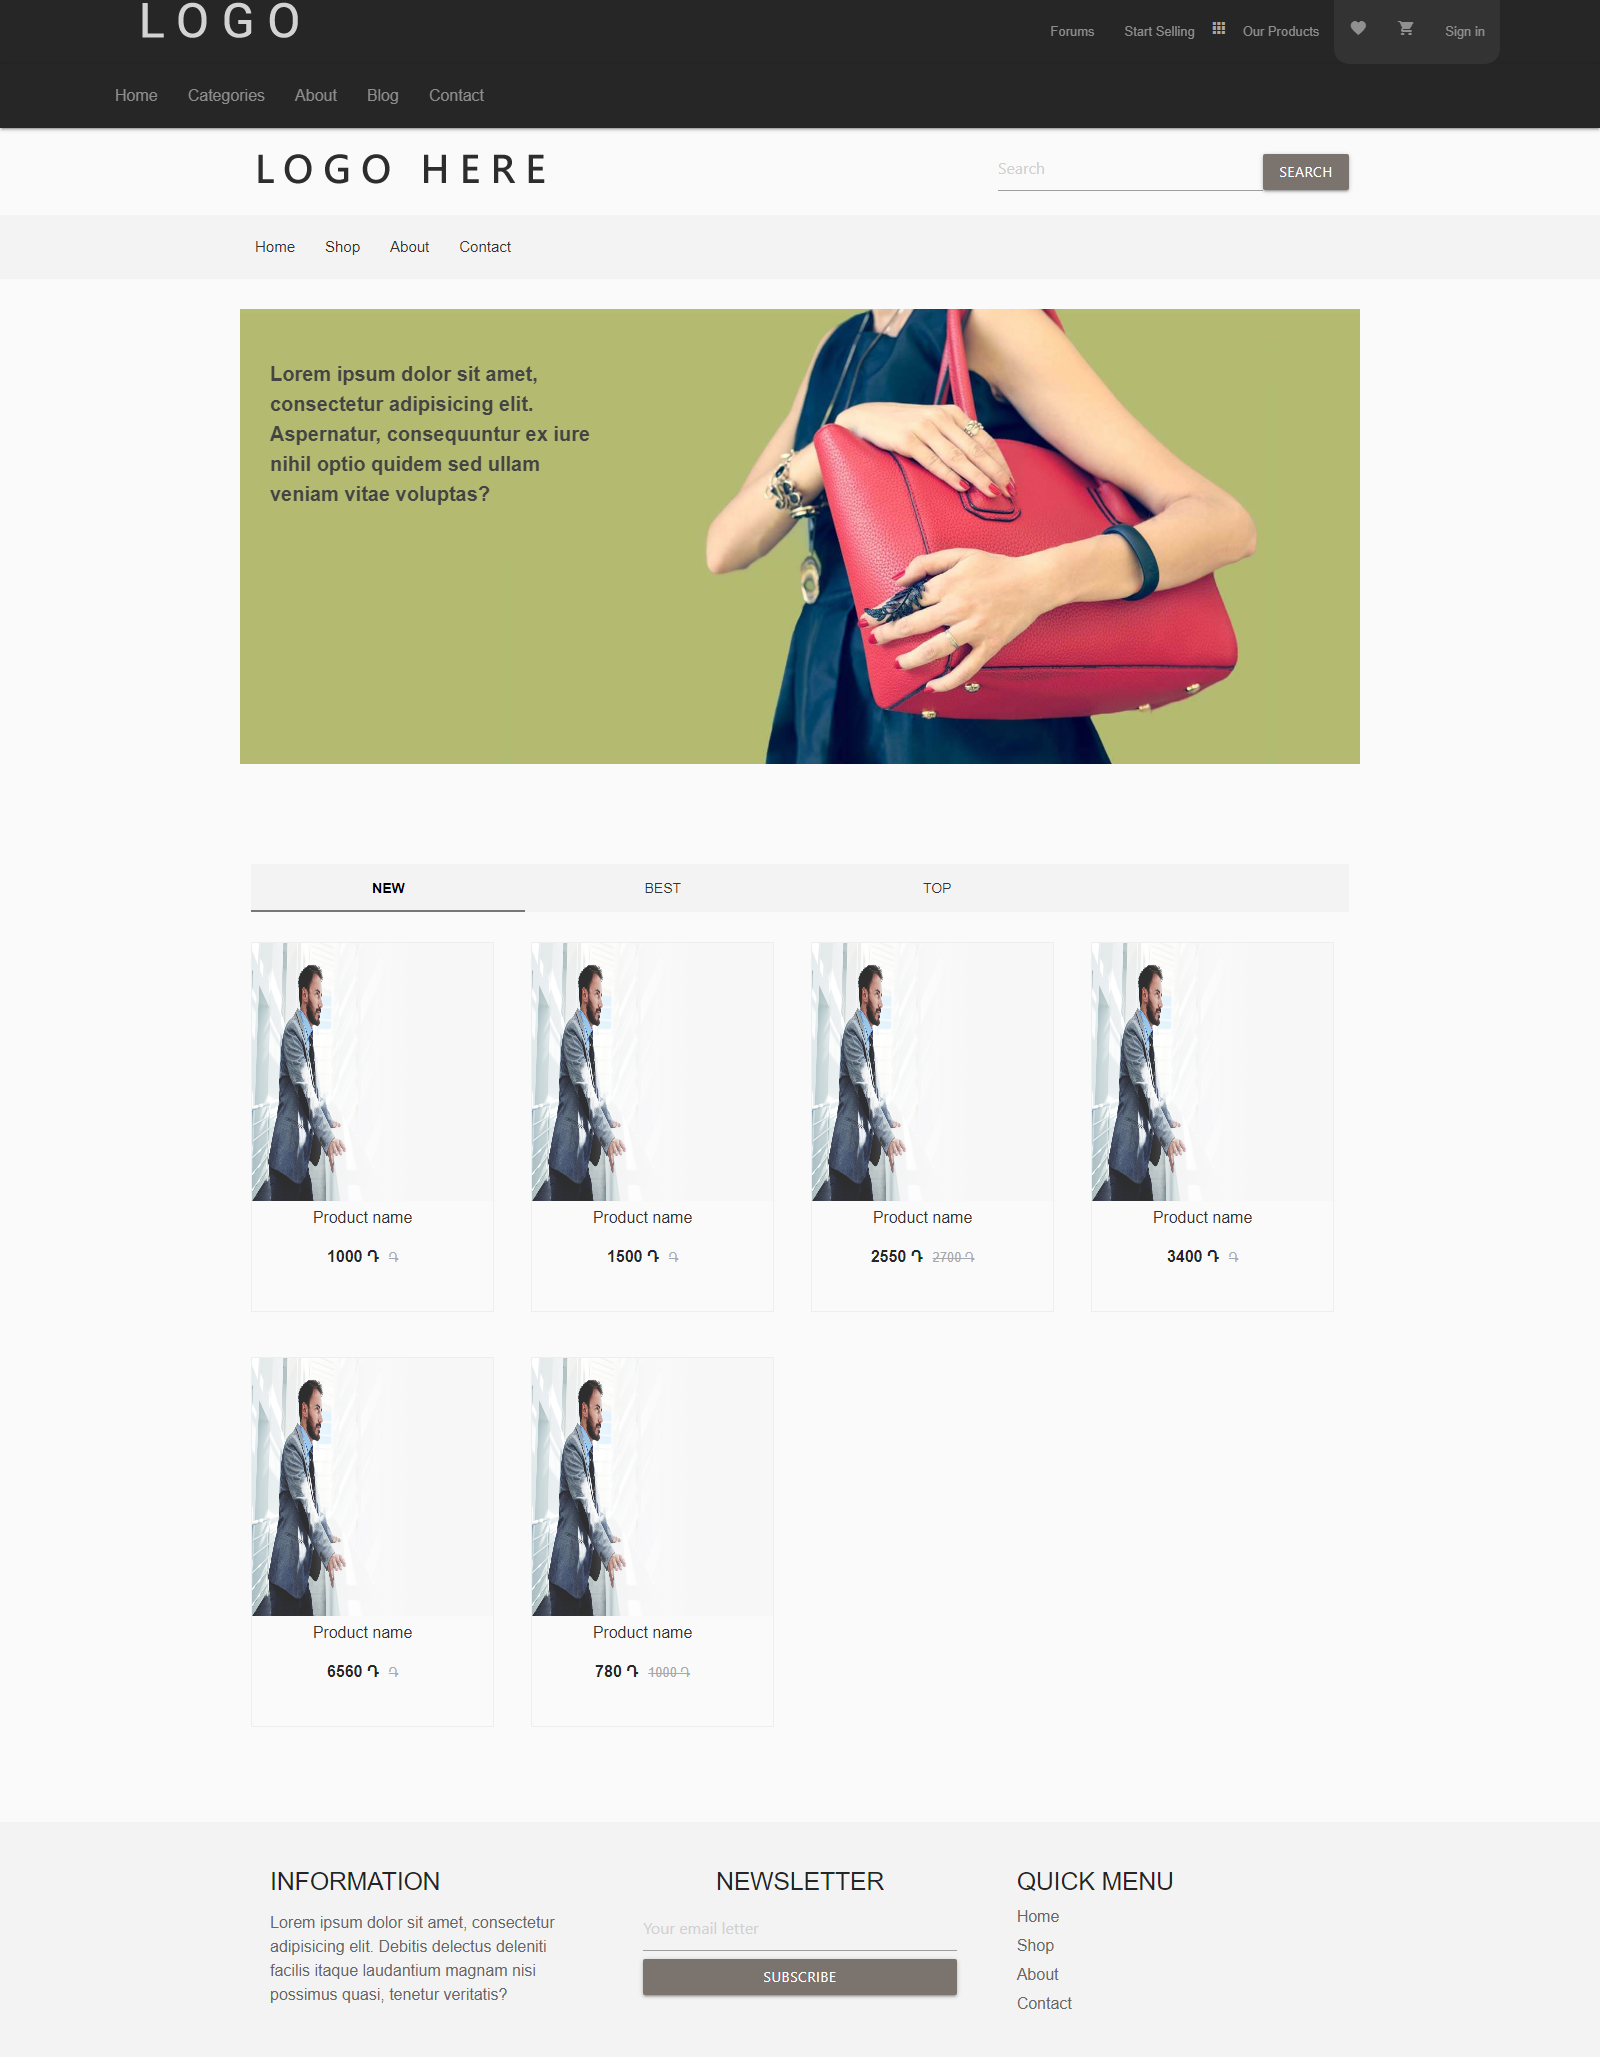 LOGO
Forums Start Selling Our Products Sign in
Home Categories About Blog Contact
LOGO HERE
Search SEARCH
Home Shop About Contact
Lorem ipsum dolor sit amet,
consectetur adipisicing elit.
Aspernatur, consequuntur ex iure
nihil optio quidem sed ullam
veniam vitae voluptas?
NEW BEST TOP
Product name Product name Product name Product name
1000 Դ Դ 1500 Դ Դ 2550 Դ 2700 Դ 3400 Դ Դ
Product name Product name
6560 Դ Դ 780 Դ 1000 Դ
INFORMATION
Lorem ipsum dolor sit amet, consectetur
adipisicing elit. Debitis delectus deleniti
facilis itaque laudantium magnam nisi
possimus quasi, tenetur veritatis?
NEWSLETTER
Your email letter
SUBSCRIBE
QUICK MENU
Home
Shop
About
Contact